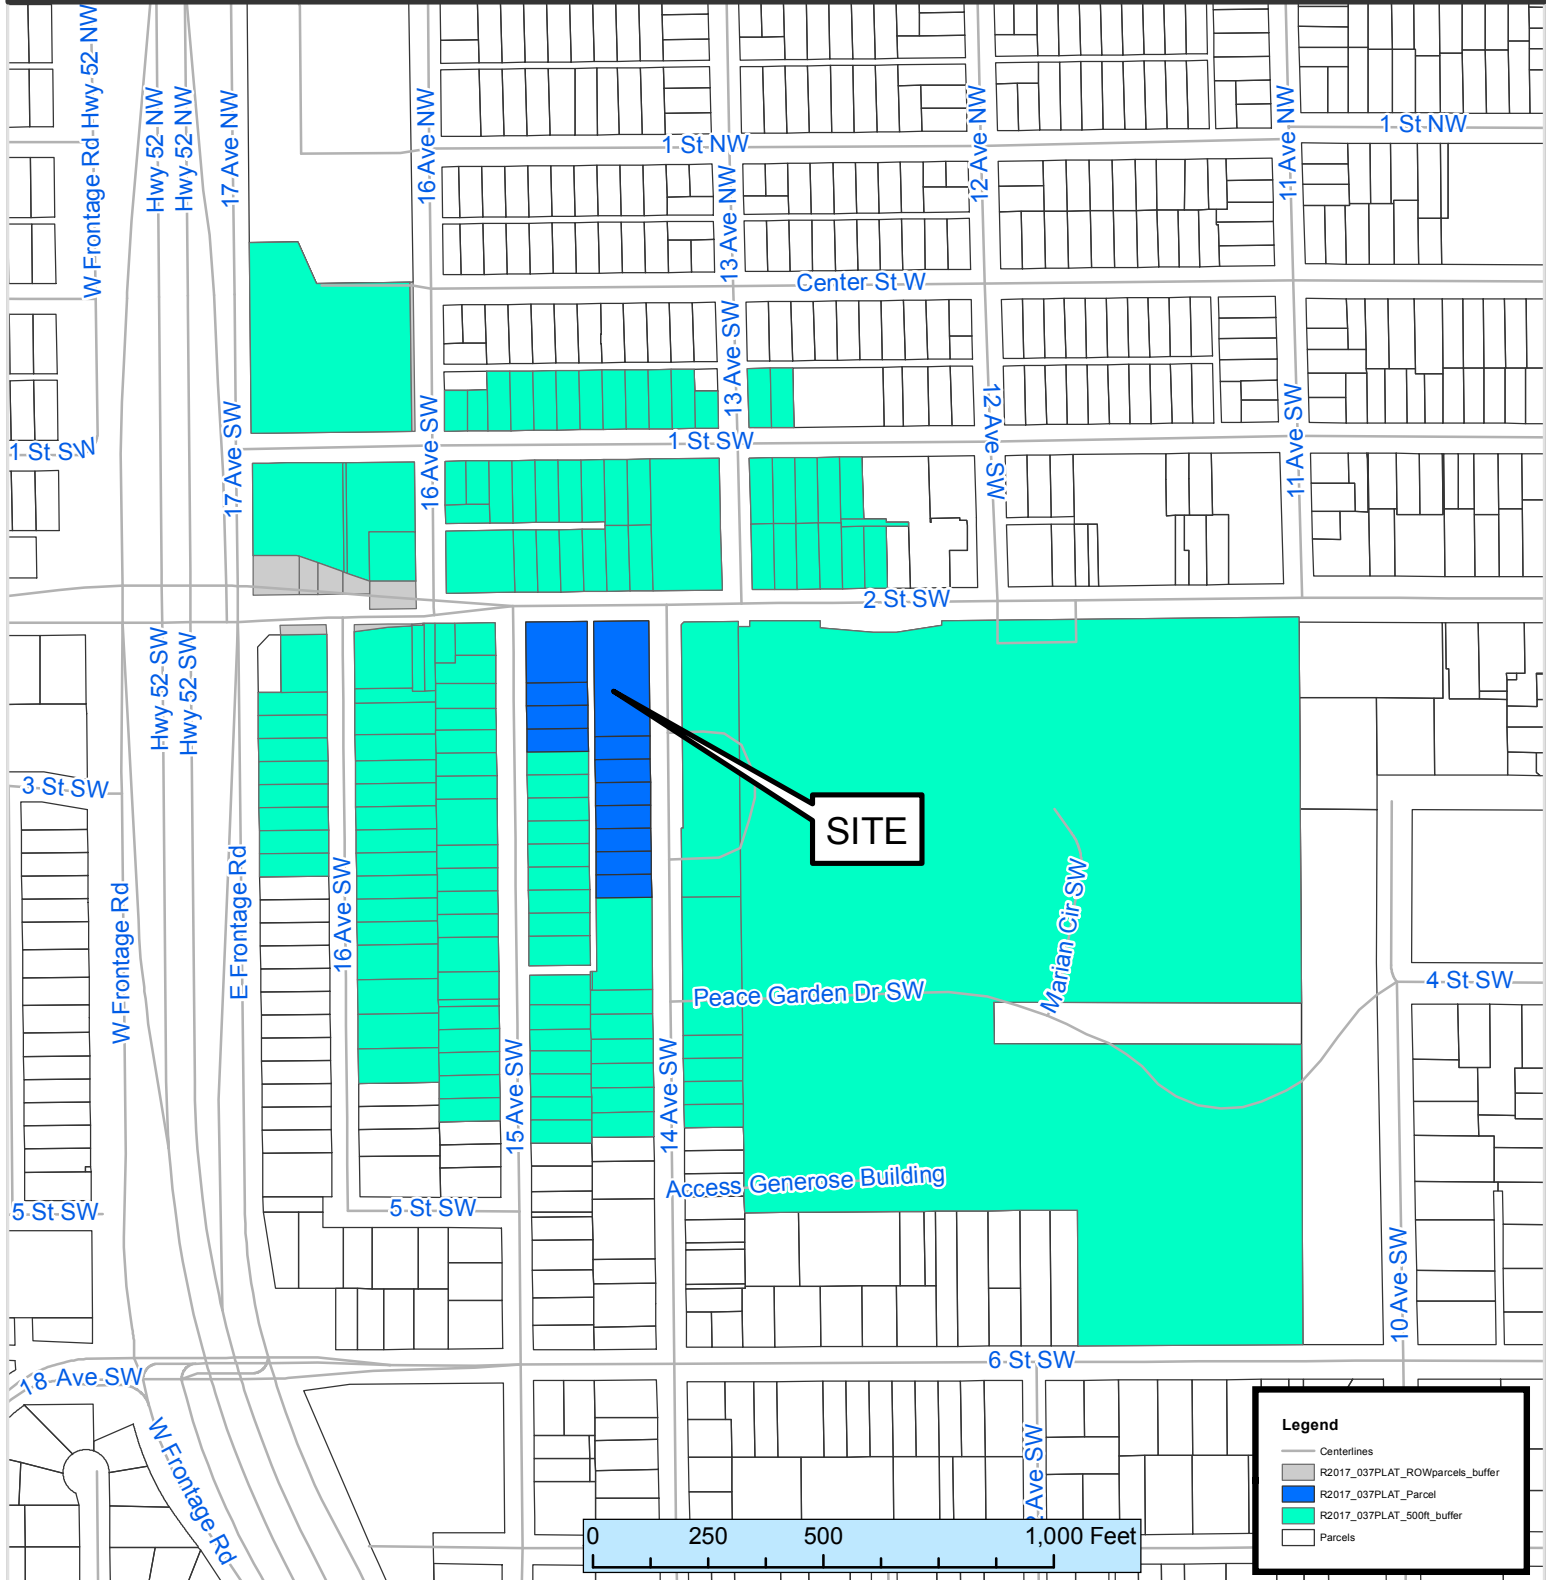 W Frontage Rd Hwy 52 NW
Hwy 52 NW
Hwy 52 NW
17 Ave NW
16 Ave NW
13 Ave NW
12 Ave NW
11 Ave NW
1 St NW
1 St NW
Center St W
13 Ave SW
12 Ave SW
11 Ave SW
17 Ave SW
16 Ave SW
1 St SW
1 St SW
2 St SW
Hwy 52 SW
Hwy 52 SW
3 St SW
SITE
W Frontage Rd
E Frontage Rd
16 Ave SW
Marian Cir SW
Peace Garden Dr SW
4 St SW
15 Ave SW
14 Ave SW
Access Generose Building
5 St SW
5 St SW
10 Ave SW
6 St SW
18 Ave SW
W Frontage Rd
Ave SW
0 250 500 1,000 Feet
Legend
Centerlines
R2017_037PLAT_ROWparcels_buffer
R2017_037PLAT_Parcel
R2017_037PLAT_500ft_buffer
Parcels